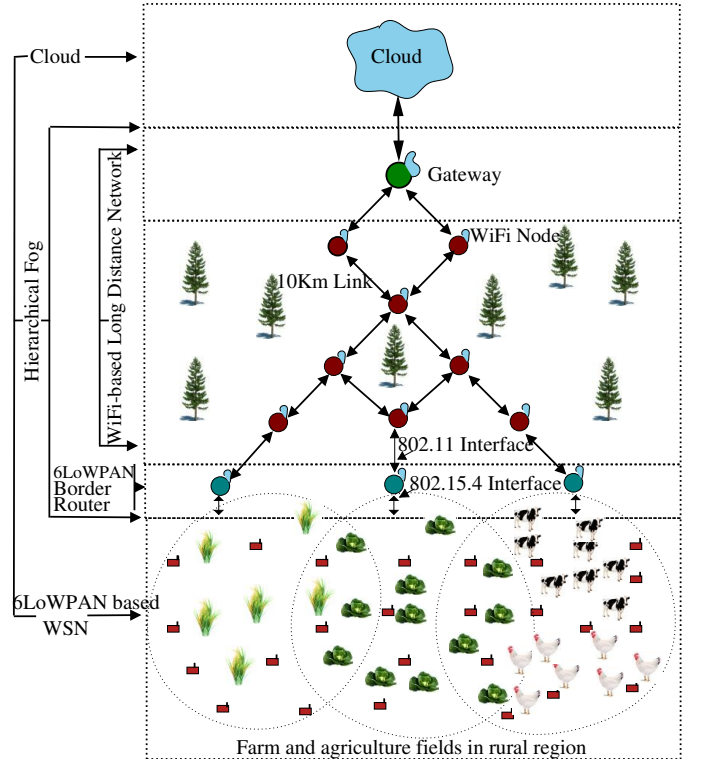 Cloud
Cloud
Gateway
WiFi Node
10Km Link
Hierarchical Fog
WiFi-based Long Distance Network
802.11 Interface
6LoWPAN
Border
Router
802.15.4 Interface
6LoWPAN based
WSN
Farm and agriculture fields in rural region